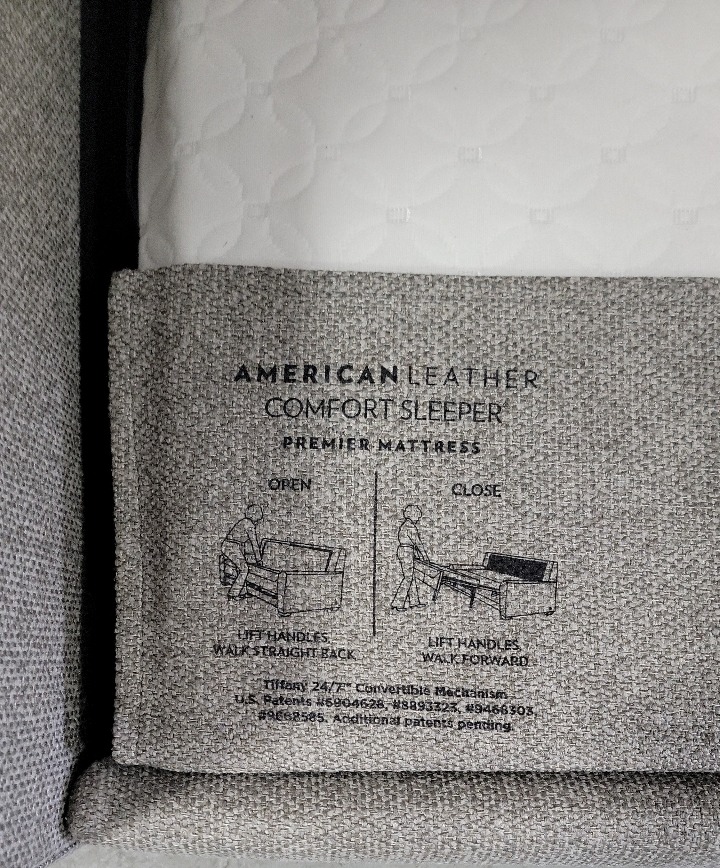 AMERICAN LEATHER
COMFORT SLEEPER
PREMIER MATTRESS
OPEN
CLOSE
LIFT HANDLES,
WALK STRAIGHT BACK
LIFT HANDLES,
WALK FORWARD
Tiffany 24/7™ Convertible Mechanism
U.S. Patents #6904628, #8893323, #9466303,
#9668585. Additional patents pending.